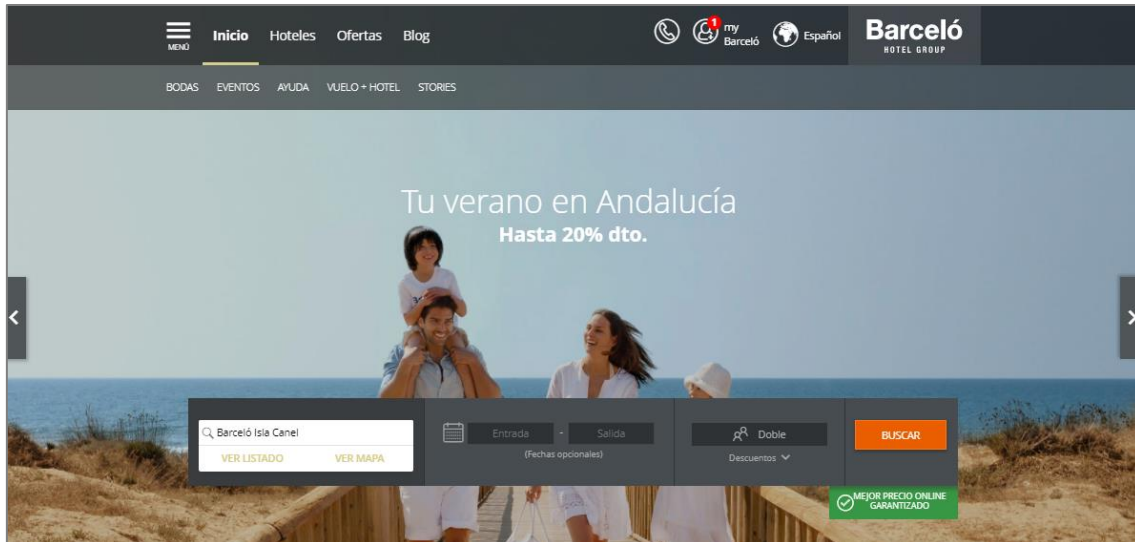 MENÚ
Inicio Hoteles Ofertas Blog
1
my
Barceló
Español
Barceló
HOTEL GROUP
BODAS EVENTOS AYUDA VUELO + HOTEL STORIES
Tu verano en Andalucía
Hasta 20% dto.
Barceló Isla Canel
VER LISTADO VER MAPA
Entrada - Salida
(Fechas opcionales)
Doble
Descuentos
BUSCAR
MEJOR PRECIO ONLINE
GARANTIZADO